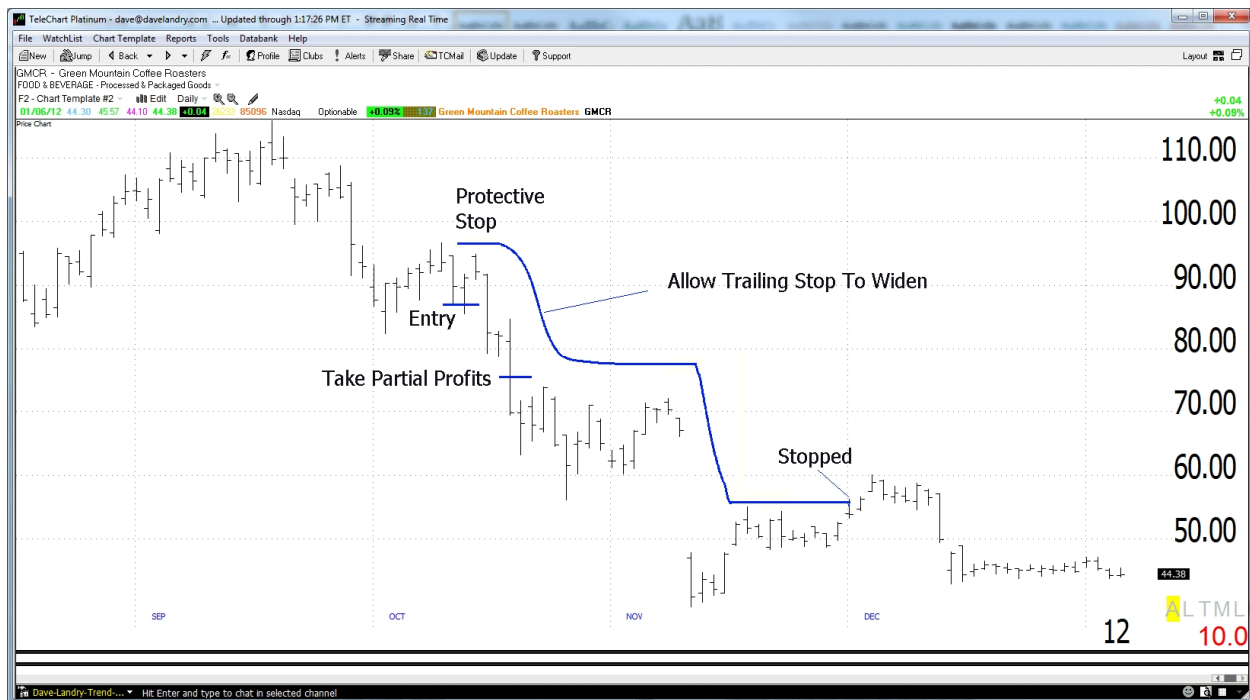 TeleChart Platinum - dave@davelandry.com ... Updated through 1:17:26 PM ET - Streaming Real Time
File WatchList Chart Template Reports Tools Databank Help
New Jump Back Profile Clubs Alerts Share TCMail Update Support Layout
GMCR - Green Mountain Coffee Roasters
FOOD & BEVERAGE - Processed & Packaged Goods
F2 - Chart Template #2 Edit Daily
+0.04
01/06/12 44.30 45.57 44.10 44.38 +0.04 85096 Nasdaq Optionable +0.09% 137 Green Mountain Coffee Roasters GMCR
+0.09%
Price Chart
110.00
Protective
Stop
100.00
Allow Trailing Stop To Widen
90.00
Entry
80.00
Take Partial Profits
70.00
Stopped
60.00
50.00
44.38
A L T M L
SEP OCT NOV DEC
12
10.0
Dave-Landry-Trend-... Hit Enter and type to chat in selected channel